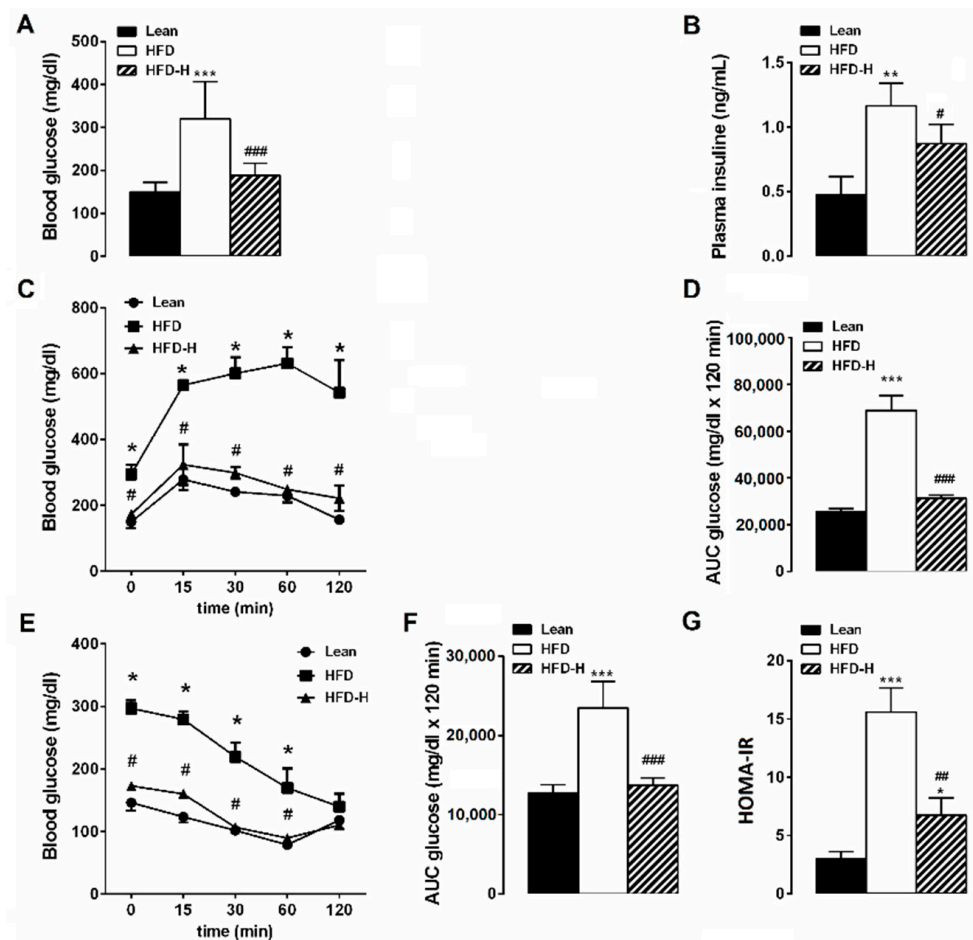 A
Lean
HFD
HFD-H
Blood glucose (mg/dl)
500
400
300
200
100
0
***
###
B
Lean
HFD
HFD-H
Plasma insuline (ng/mL)
1.5
1.0
0.5
0.0
**
#
C
Lean
HFD
HFD-H
Blood glucose (mg/dl)
800
600
400
200
0
* * * * *
# # # # #
0 15 30 60 120
time (min)
D
Lean
HFD
HFD-H
AUC glucose (mg/dl x 120 min)
100,000
80,000
60,000
40,000
20,000
0
***
###
E
Lean
HFD
HFD-H
Blood glucose (mg/dl)
400
300
200
100
0
* * * *
# # # #
0 15 30 60 120
time (min)
F
Lean
HFD
HFD-H
AUC glucose (mg/dl x 120 min)
30,000
20,000
10,000
0
***
###
G
Lean
HFD
HFD-H
HOMA-IR
20
15
10
5
0
***
##
*